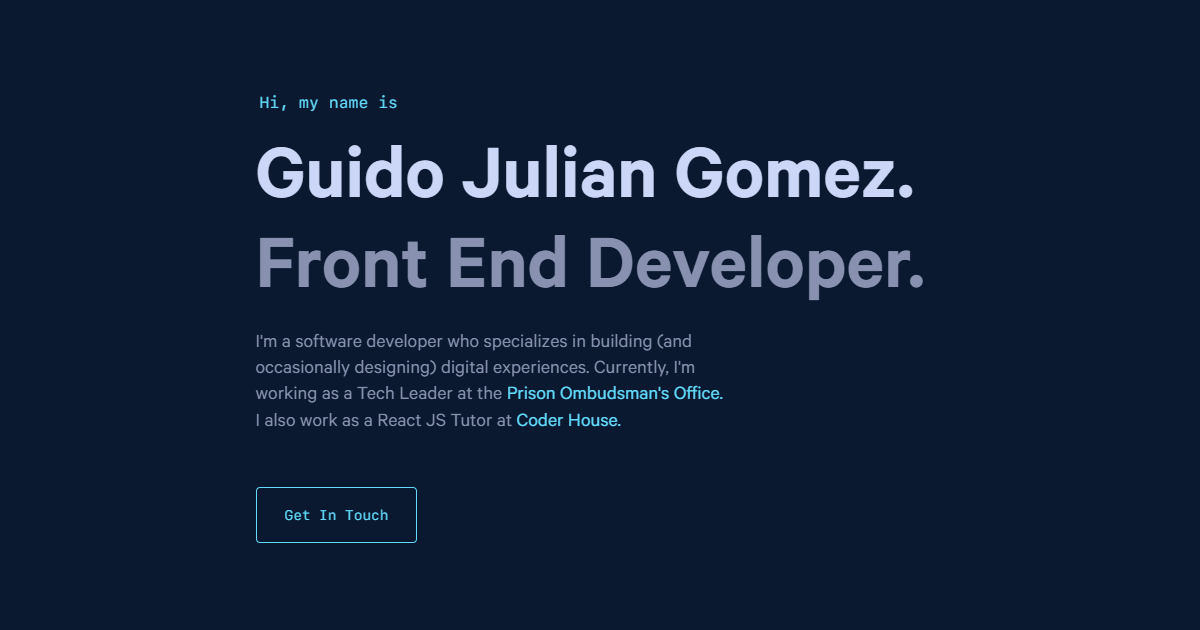 Hi, my name is
Guido Julian Gomez.
Front End Developer.
I'm a software developer who specializes in building (and
occasionally designing) digital experiences. Currently, I'm
working as a Tech Leader at the Prison Ombudsman's Office.
I also work as a React JS Tutor at Coder House.
Get In Touch